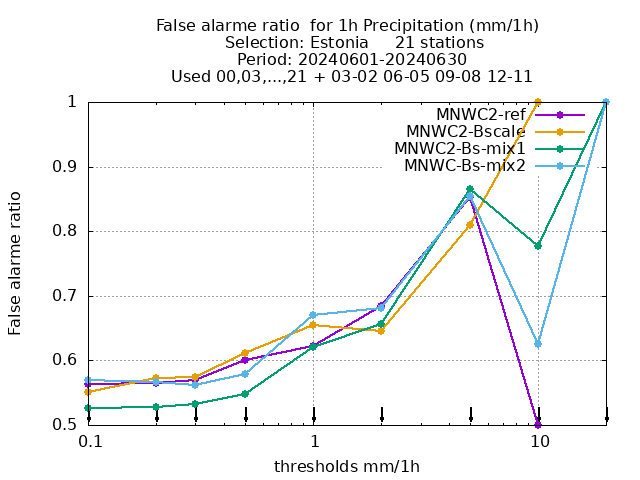 False alarme ratio  for 1h Precipitation (mm/1h)
Selection: Estonia     21 stations
Period: 20240601-20240630
Used 00,03,...,21 + 03-02 06-05 09-08 12-11
MNWC2-ref
MNWC2-Bscale
MNWC2-Bs-mix1
MNWC-Bs-mix2
1
0.9
0.8
0.7
0.6
0.5
False alarme ratio
0.1
1
10
thresholds mm/1h